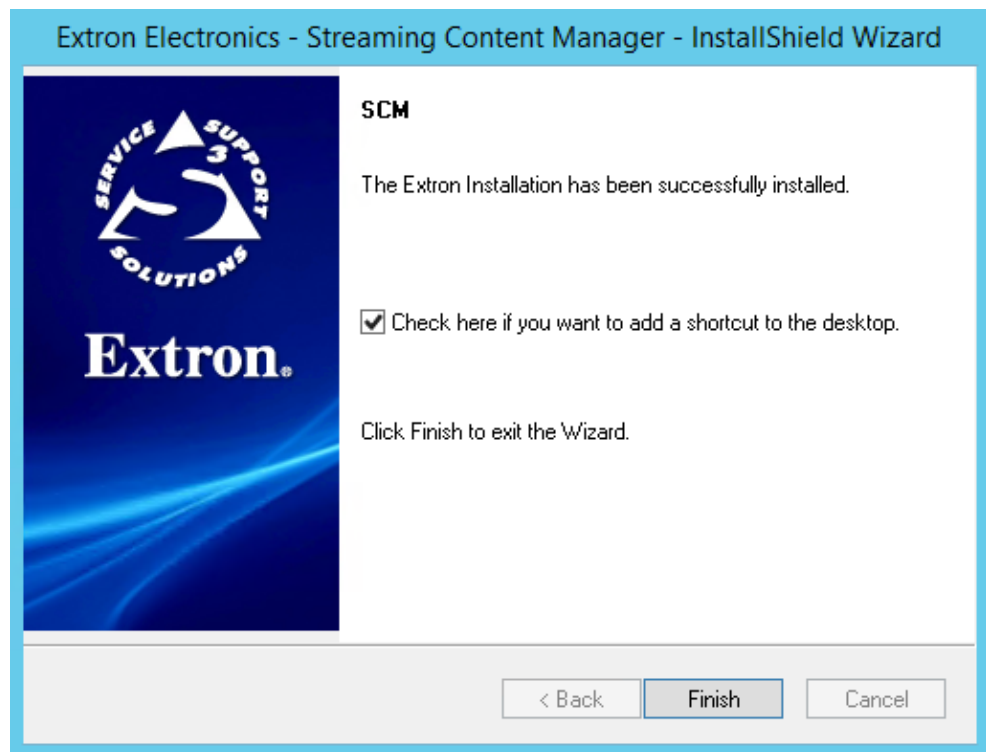 Extron Electronics - Streaming Content Manager - InstallShield Wizard
SERVICE SUPPORT SOLUTIONS
3
Extron®
SCM
The Extron Installation has been successfully installed.
Check here if you want to add a shortcut to the desktop.
Click Finish to exit the Wizard.
< Back
Finish
Cancel